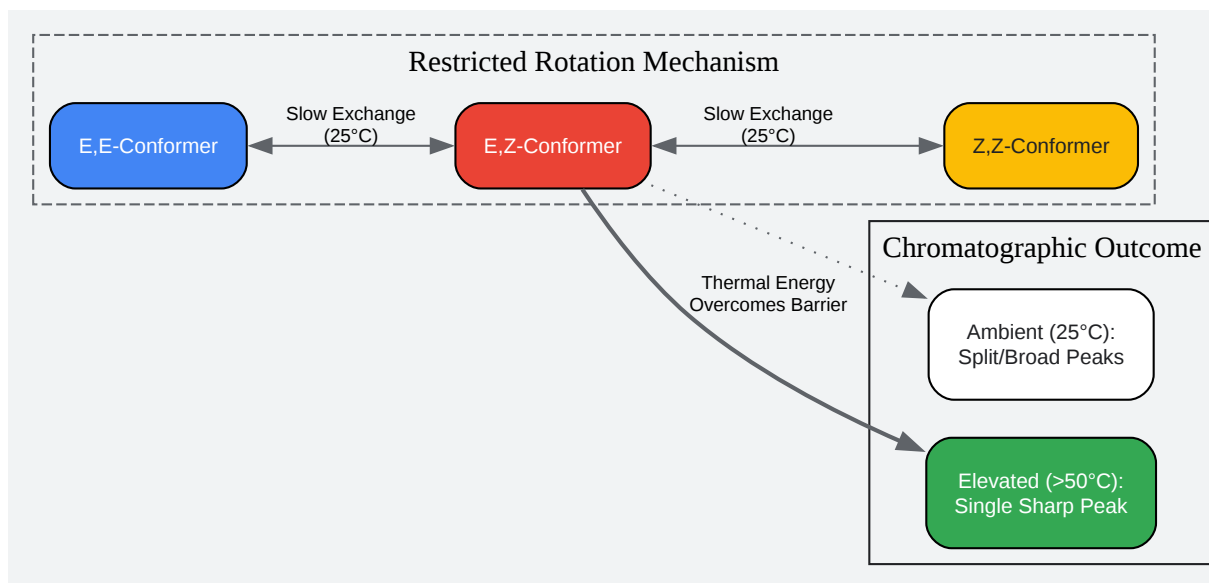 Restricted Rotation Mechanism
E,E-Conformer
Slow Exchange
(25°C)
E,Z-Conformer
Slow Exchange
(25°C)
Z,Z-Conformer
Chromatographic Outcome
Thermal Energy
Overcomes Barrier
Ambient (25°C):
Split/Broad Peaks
Elevated (>50°C):
Single Sharp Peak